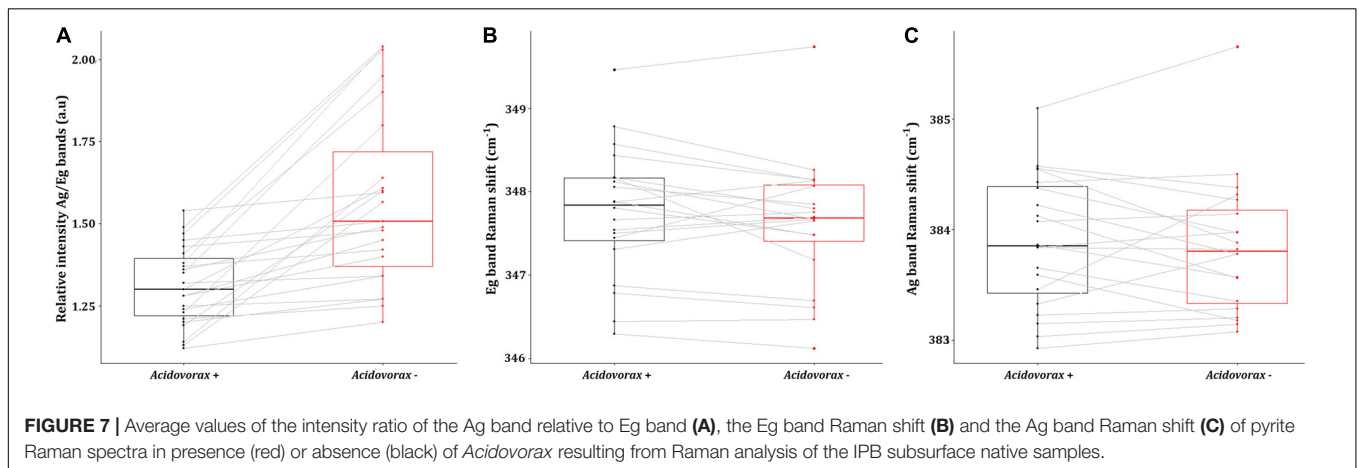 A
B
C
Relative intensity Ag/Eg bands (a.u)
2.00
1.75
1.50
1.25
Acidovorax +
Acidovorax -
Eg band Raman shift (cm⁻¹)
349
348
347
346
Acidovorax +
Acidovorax -
Ag band Raman shift (cm⁻¹)
385
384
383
Acidovorax +
Acidovorax -
FIGURE 7 | Average values of the intensity ratio of the Ag band relative to Eg band (A), the Eg band Raman shift (B) and the Ag band Raman shift (C) of pyrite
Raman spectra in presence (red) or absence (black) of Acidovorax resulting from Raman analysis of the IPB subsurface native samples.